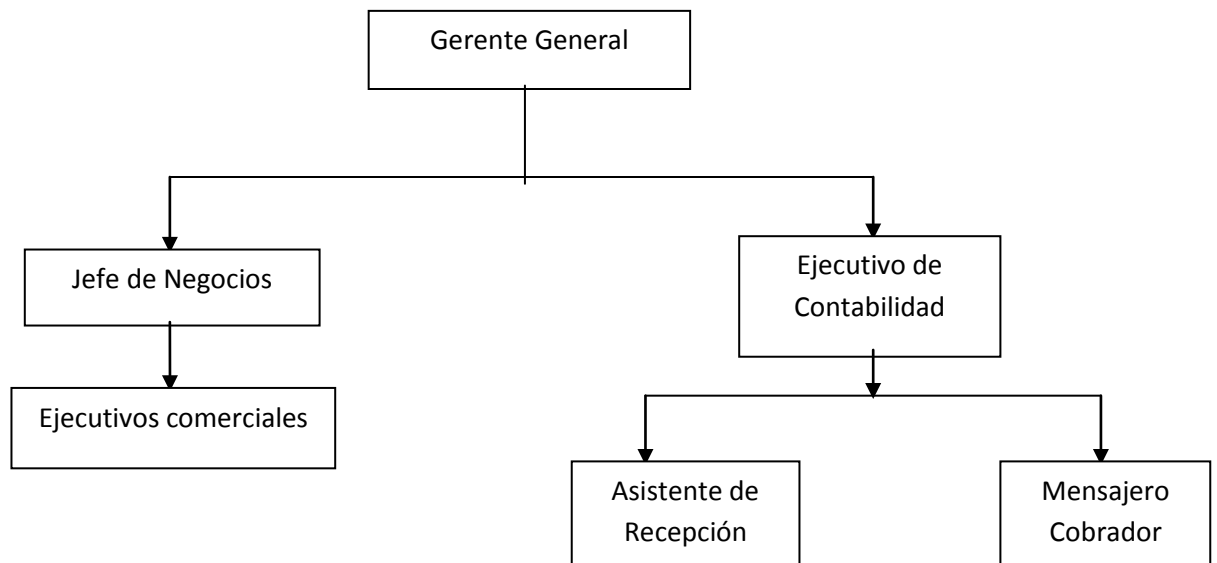 Gerente General
Jefe de Negocios
Ejecutivo de
Contabilidad
Ejecutivos comerciales
Asistente de
Recepción
Mensajero
Cobrador